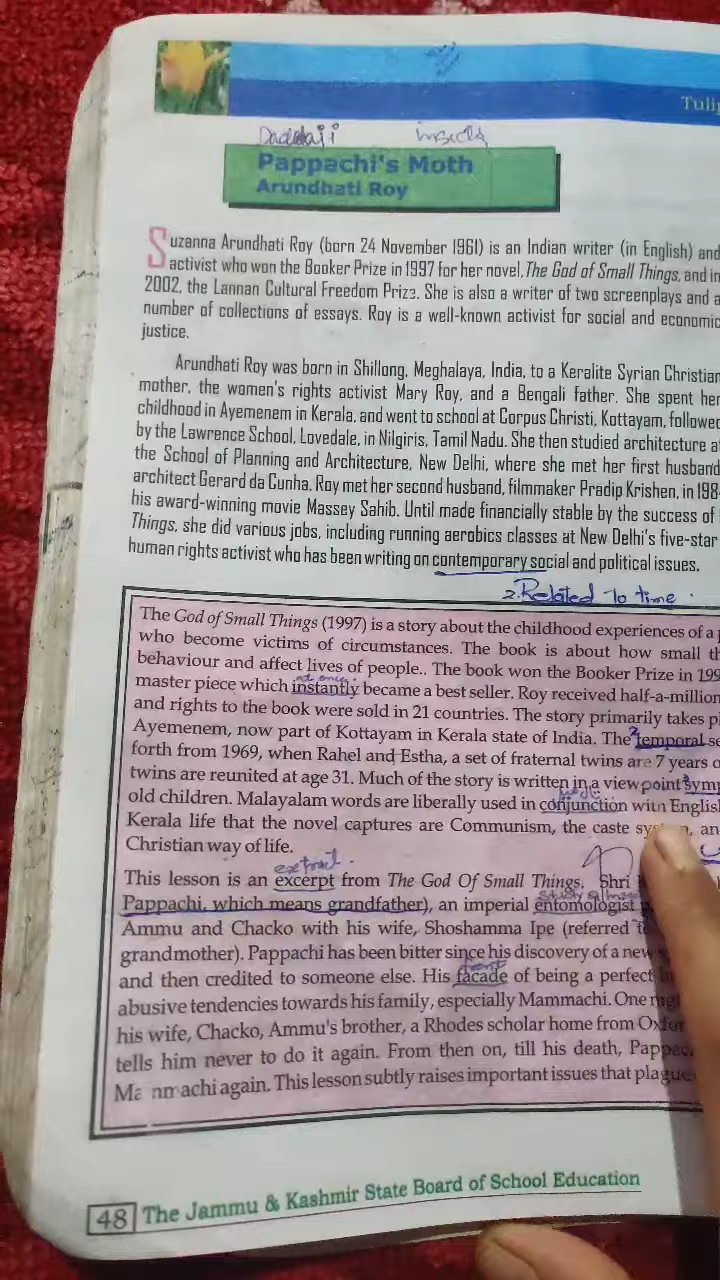 Tulip
Dadaji insects
Pappachi's Moth
Arundhati Roy
Suzanna Arundhati Roy (born 24 November 1961) is an Indian writer (in English) and
activist who won the Booker Prize in 1997 for her novel, The God of Small Things, and in
2002, the Lannan Cultural Freedom Prize. She is also a writer of two screenplays and a
number of collections of essays. Roy is a well-known activist for social and economic
justice.
Arundhati Roy was born in Shillong, Meghalaya, India, to a Keralite Syrian Christian
mother, the women's rights activist Mary Roy, and a Bengali father. She spent her
childhood in Ayemenem in Kerala, and went to school at Corpus Christi, Kottayam, followed
by the Lawrence School, Lovedale, in Nilgiris, Tamil Nadu. She then studied architecture at
the School of Planning and Architecture, New Delhi, where she met her first husband
architect Gerard da Cunha. Roy met her second husband, filmmaker Pradip Krishen, in 198
his award-winning movie Massey Sahib. Until made financially stable by the success of
Things, she did various jobs, including running aerobics classes at New Delhi's five-star
human rights activist who has been writing on contemporary social and political issues.
2. Related to time.
The God of Small Things (1997) is a story about the childhood experiences of a
who become victims of circumstances. The book is about how small th
behaviour and affect lives of people.. The book won the Booker Prize in 199
master piece which instantly became a best seller. Roy received half-a-million
and rights to the book were sold in 21 countries. The story primarily takes pl
Ayemenem, now part of Kottayam in Kerala state of India. The temporal se
forth from 1969, when Rahel and Estha, a set of fraternal twins are 7 years o
twins are reunited at age 31. Much of the story is written in a view point symp
old children. Malayalam words are liberally used in conjunction with English
Kerala life that the novel captures are Communism, the caste system, an
Christian way of life.
extract.
This lesson is an excerpt from The God Of Small Things. Shri
Pappachi, which means grandfather), an imperial entomologist
Ammu and Chacko with his wife, Shoshamma Ipe (referred t
grandmother). Pappachi has been bitter since his discovery of a new
and then credited to someone else. His facade of being a perfect
abusive tendencies towards his family, especially Mammachi. One nig
his wife, Chacko, Ammu's brother, a Rhodes scholar home from Oxfor
tells him never to do it again. From then on, till his death, Pappac
Mammachi again. This lesson subtly raises important issues that plague
48 The Jammu & Kashmir State Board of School Education